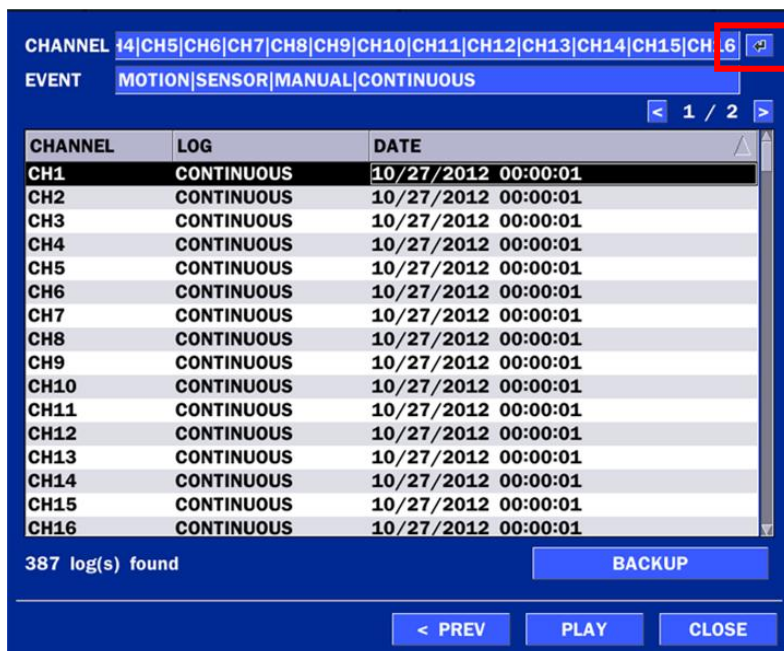 CHANNEL H4|CH5|CH6|CH7|CH8|CH9|CH10|CH11|CH12|CH13|CH14|CH15|CH16
EVENT MOTION|SENSOR|MANUAL|CONTINUOUS
< 1 / 2 >
CHANNEL LOG DATE
CH1 CONTINUOUS 10/27/2012 00:00:01
CH2 CONTINUOUS 10/27/2012 00:00:01
CH3 CONTINUOUS 10/27/2012 00:00:01
CH4 CONTINUOUS 10/27/2012 00:00:01
CH5 CONTINUOUS 10/27/2012 00:00:01
CH6 CONTINUOUS 10/27/2012 00:00:01
CH7 CONTINUOUS 10/27/2012 00:00:01
CH8 CONTINUOUS 10/27/2012 00:00:01
CH9 CONTINUOUS 10/27/2012 00:00:01
CH10 CONTINUOUS 10/27/2012 00:00:01
CH11 CONTINUOUS 10/27/2012 00:00:01
CH12 CONTINUOUS 10/27/2012 00:00:01
CH13 CONTINUOUS 10/27/2012 00:00:01
CH14 CONTINUOUS 10/27/2012 00:00:01
CH15 CONTINUOUS 10/27/2012 00:00:01
CH16 CONTINUOUS 10/27/2012 00:00:01
387 log(s) found BACKUP
< PREV PLAY CLOSE